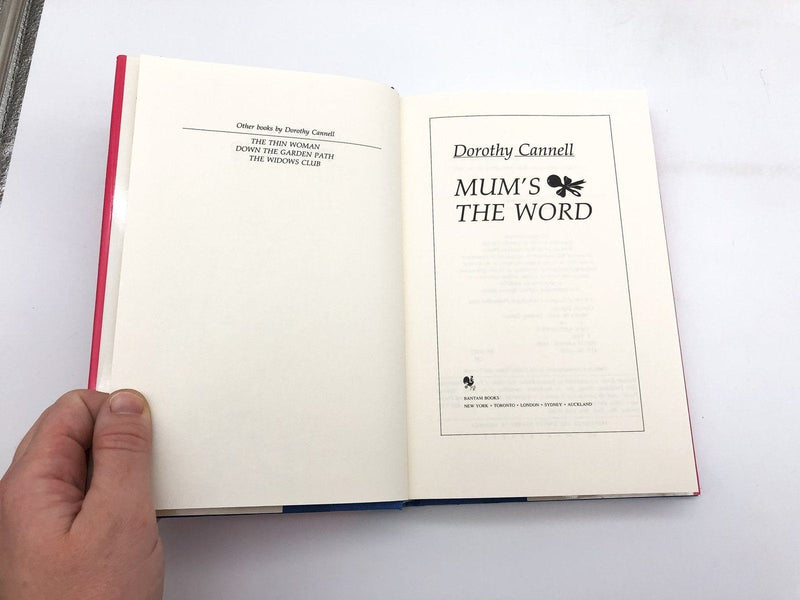 Other books by Dorothy Cannell
THE THIN WOMAN
DOWN THE GARDEN PATH
THE WIDOWS CLUB
Dorothy Cannell
MUM'S
THE WORD
BANTAM BOOKS
NEW YORK • TORONTO • LONDON • SYDNEY • AUCKLAND